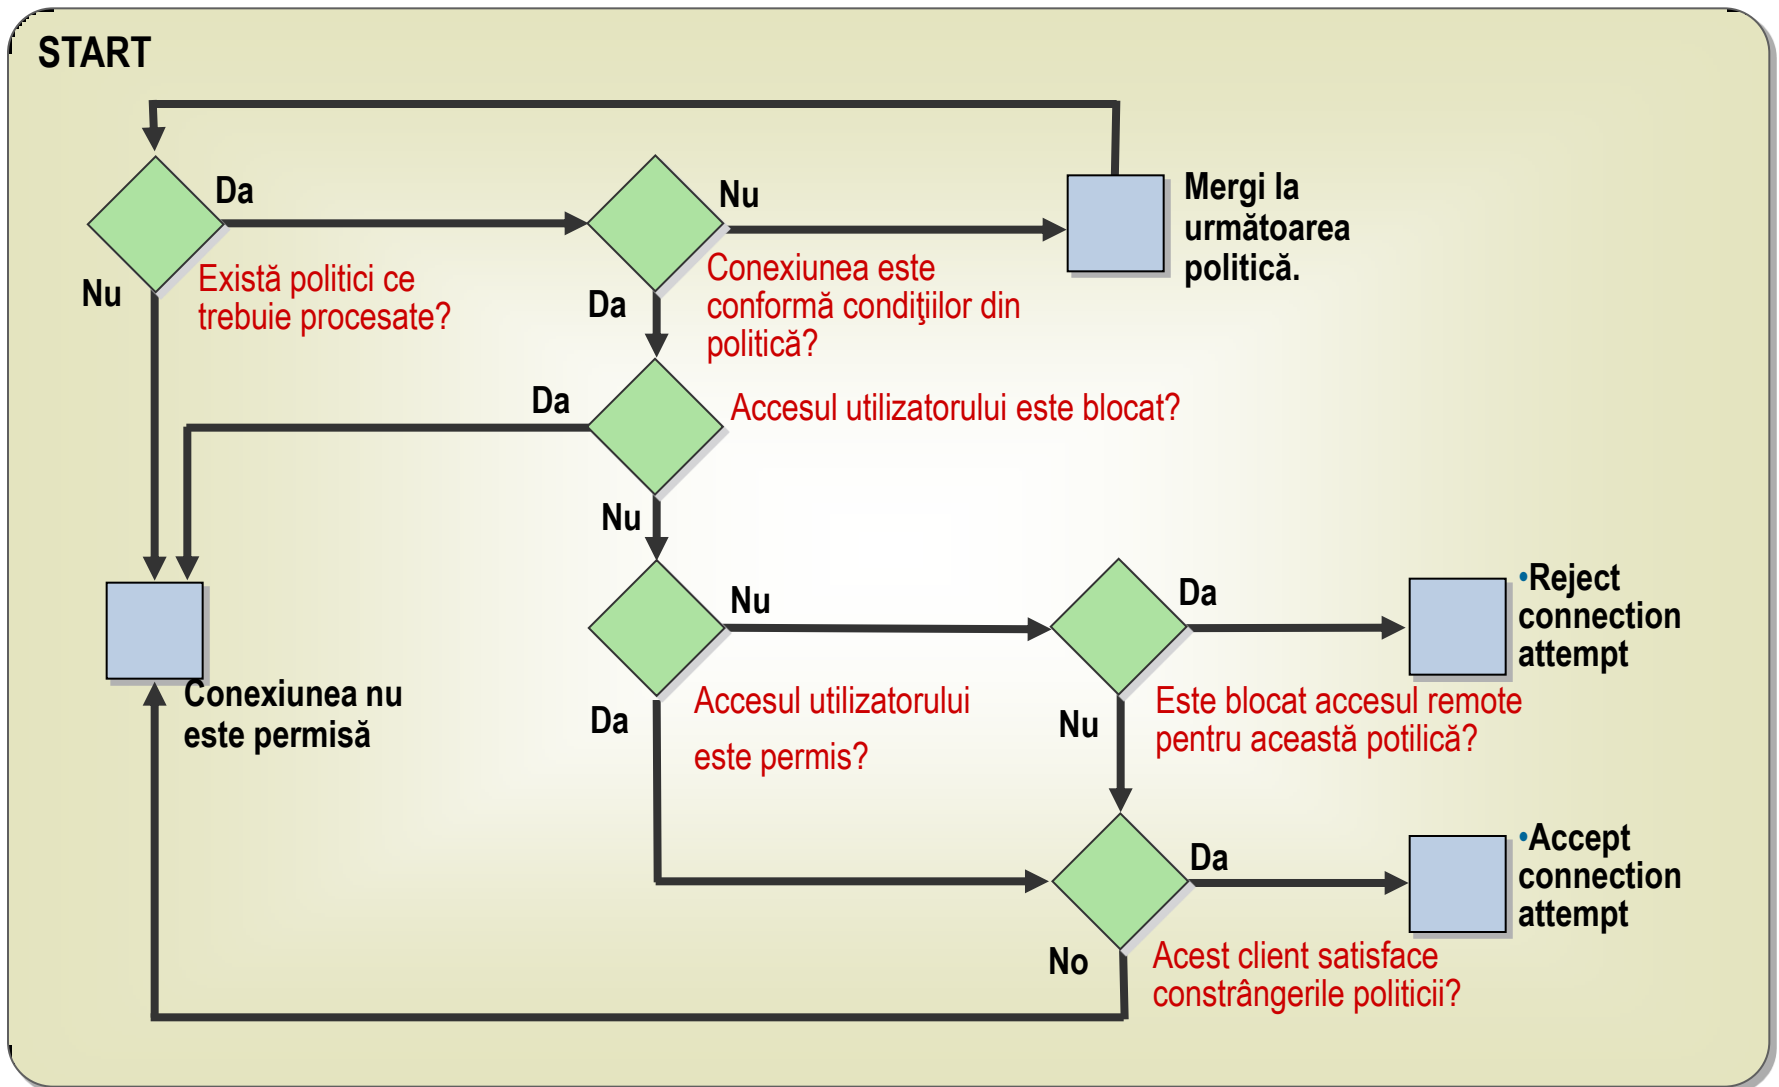 START
Da
Nu
Mergi la
următoarea
politică.
Există politici ce
trebuie procesate?
Nu
Conexiunea este
conformă condiţiilor din
politică?
Da
Da
Accesul utilizatorului este blocat?
Nu
Nu
Da
•Reject
connection
attempt
Conexiunea nu
este permisă
Da
Accesul utilizatorului
este permis?
Nu
Este blocat accesul remote
pentru această potilică?
Da
•Accept
connection
attempt
No
Acest client satisface
constrângerile politicii?